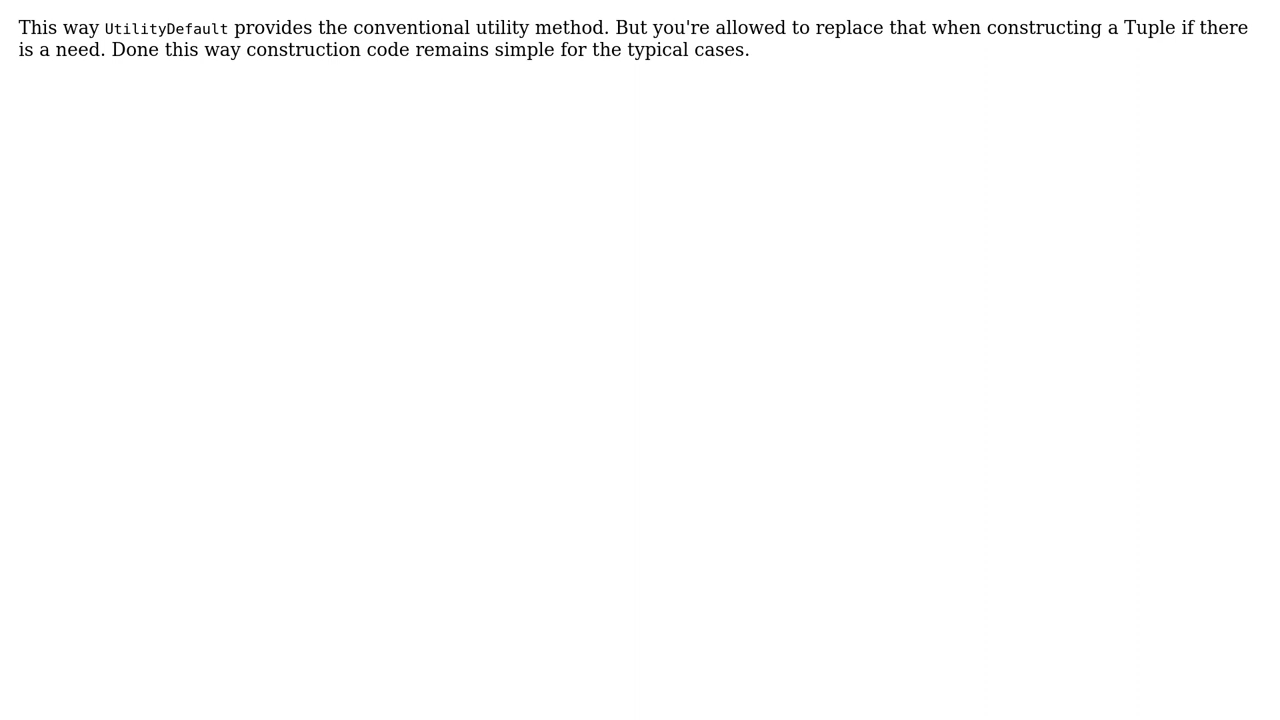 This way UtilityDefault provides the conventional utility method. But you're allowed to replace that when constructing a Tuple if there
is a need. Done this way construction code remains simple for the typical cases.